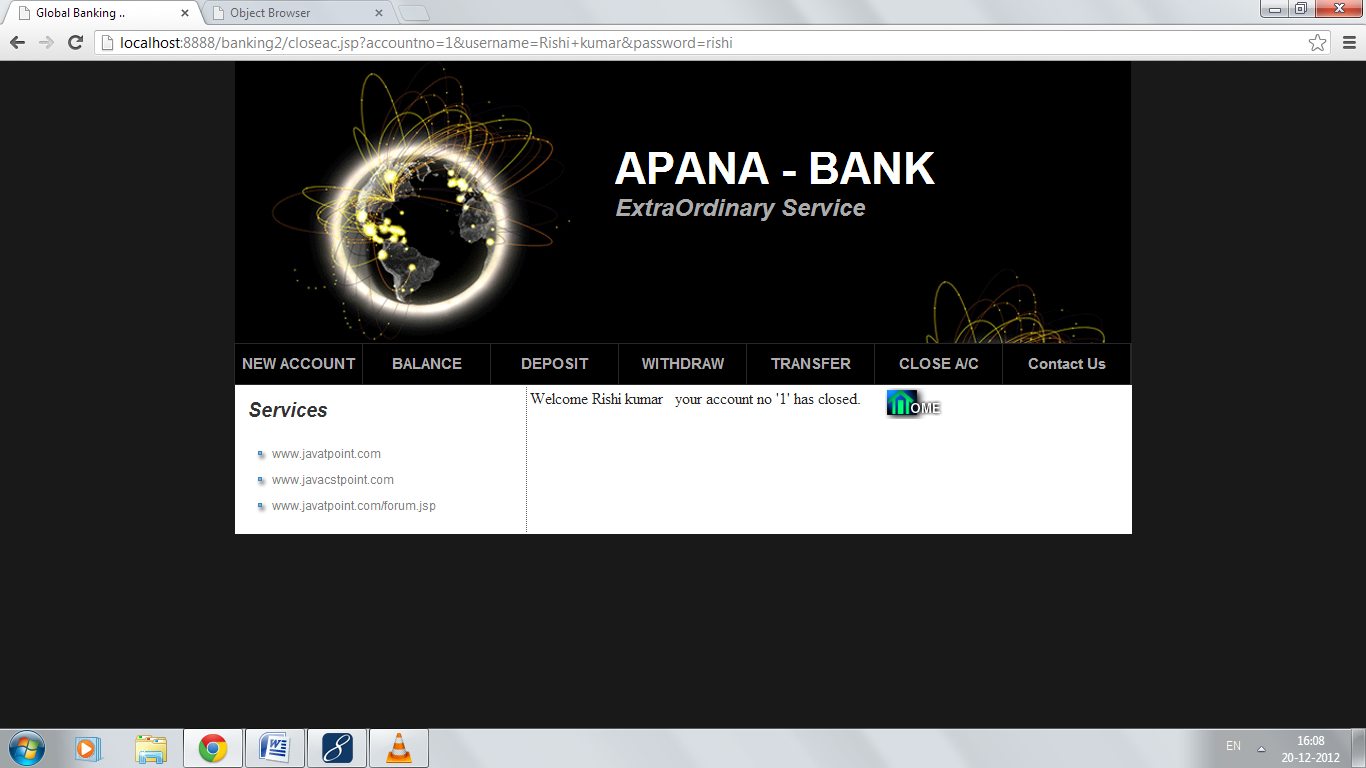 Global Banking ..
Object Browser
localhost:8888/banking2/closeac.jsp?accountno=1&username=Rishi+kumar&password=rishi
APANA - BANK
ExtraOrdinary Service
NEW ACCOUNT BALANCE DEPOSIT WITHDRAW TRANSFER CLOSE A/C Contact Us
Services
www.javatpoint.com
www.javacstpoint.com
www.javatpoint.com/forum.jsp
Welcome Rishi kumar your account no '1' has closed.
OME
EN
16:08
20-12-2012